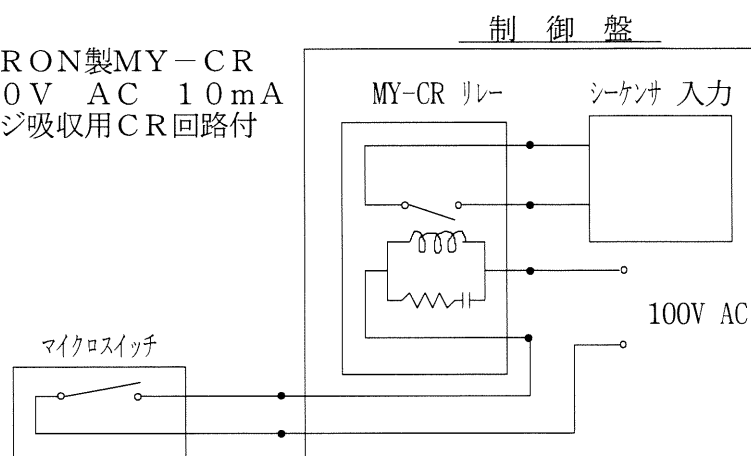 制 御 盤
RON製MY－CR
0V AC 10mA
ジ吸収用CR回路付
MY-CR リレー
シーケンサ 入力
100V AC
マイクロスイッチ